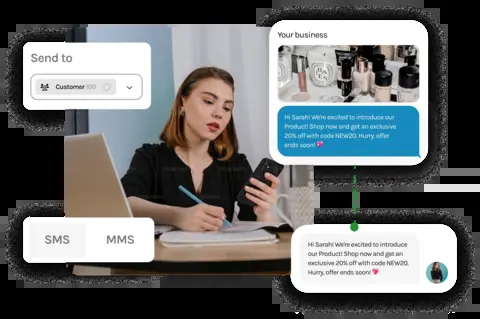 Send to
Customer 100
Your business
Hi Sarah! We're excited to introduce our
Product! Shop now and get an exclusive
20% off with code NEW20. Hurry, offer
ends soon! 💖
SMS
MMS
Hi Sarah! We're excited to introduce
our Product! Shop now and get an
exclusive 20% off with code NEW20.
Hurry, offer ends soon! 💖